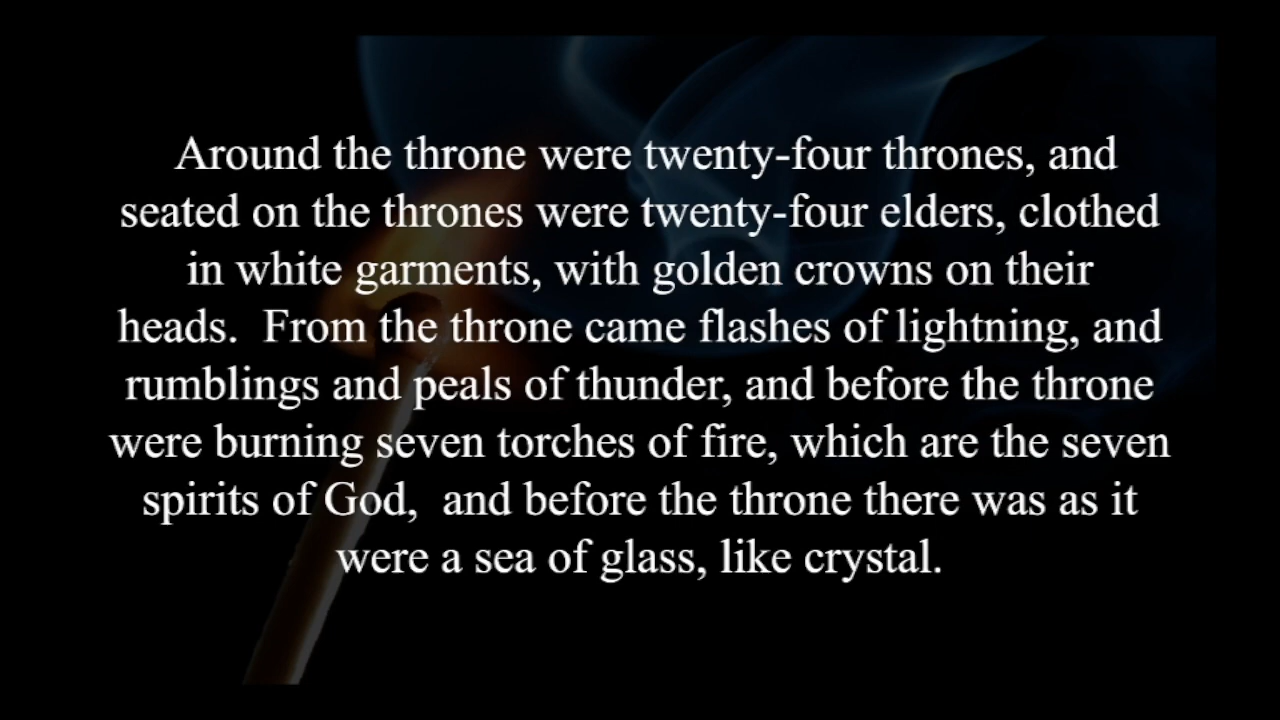 Around the throne were twenty-four thrones, and
seated on the thrones were twenty-four elders, clothed
in white garments, with golden crowns on their
heads.  From the throne came flashes of lightning, and
rumblings and peals of thunder, and before the throne
were burning seven torches of fire, which are the seven
spirits of God,  and before the throne there was as it
were a sea of glass, like crystal.